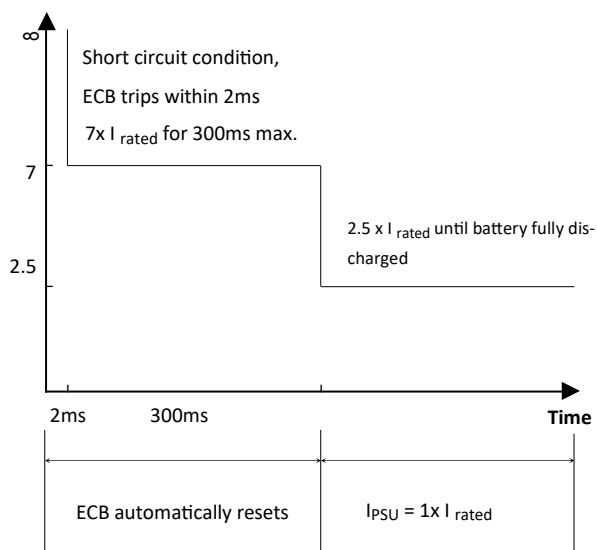 ∞
Short circuit condition,
ECB trips within 2ms
7x I rated for 300ms max.
7
2.5 x I rated until battery fully dis-
charged
2.5
2ms
300ms
Time
ECB automatically resets
IPSU = 1x I rated